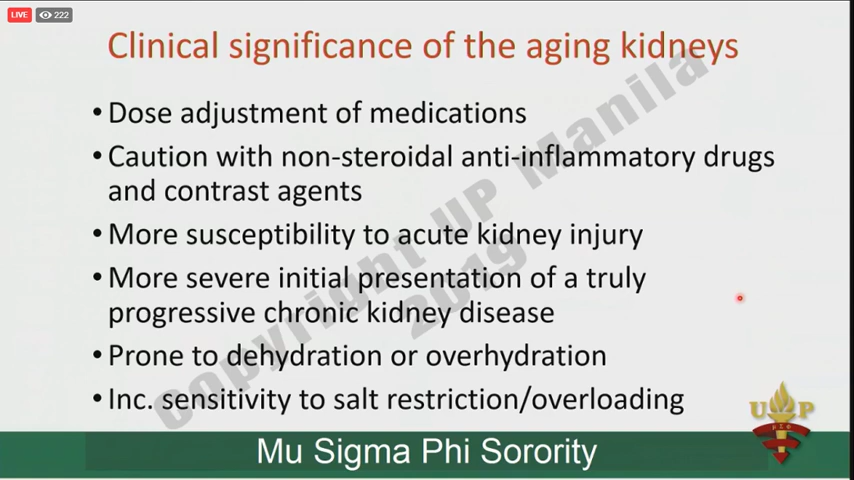 LIVE 222
Clinical significance of the aging kidneys
• Dose adjustment of medications
• Caution with non-steroidal anti-inflammatory drugs
and contrast agents
• More susceptibility to acute kidney injury
• More severe initial presentation of a truly
progressive chronic kidney disease
• Prone to dehydration or overhydration
• Inc. sensitivity to salt restriction/overloading
copyright UP Manila
2019
U P
Mu Sigma Phi Sorority